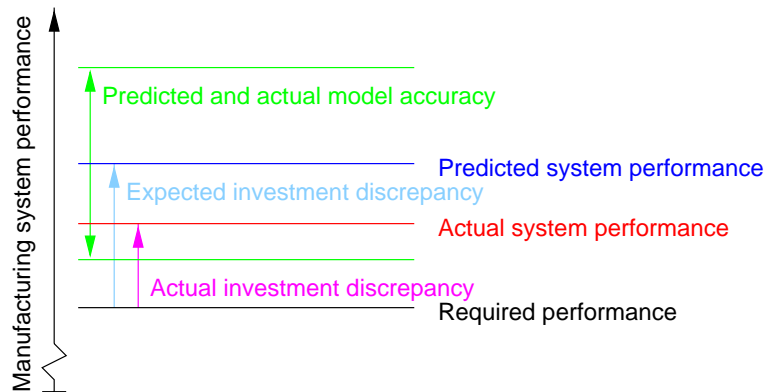 Manufacturing system performance
Predicted and actual model accuracy
Predicted system performance
Expected investment discrepancy
Actual system performance
Actual investment discrepancy
Required performance